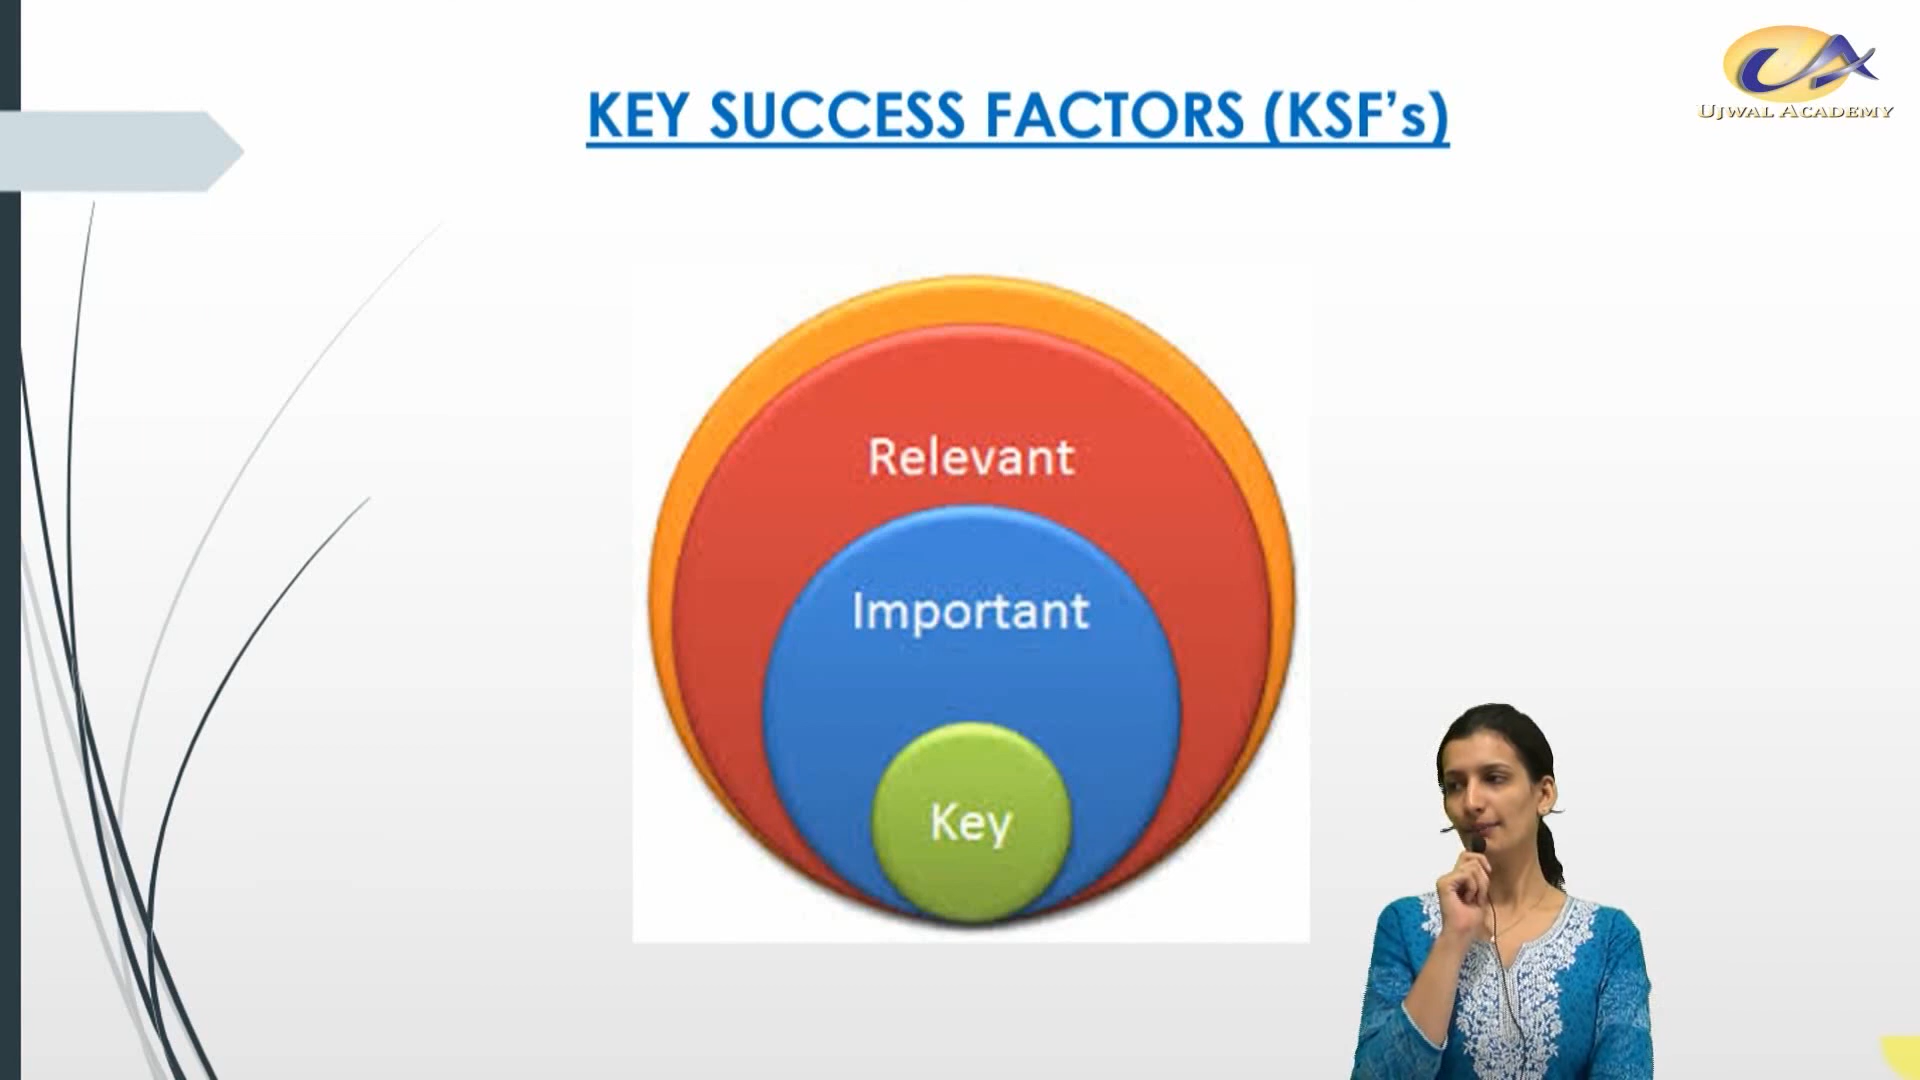 KEY SUCCESS FACTORS (KSF's)
UJWAL ACADEMY
Relevant
Important
Key